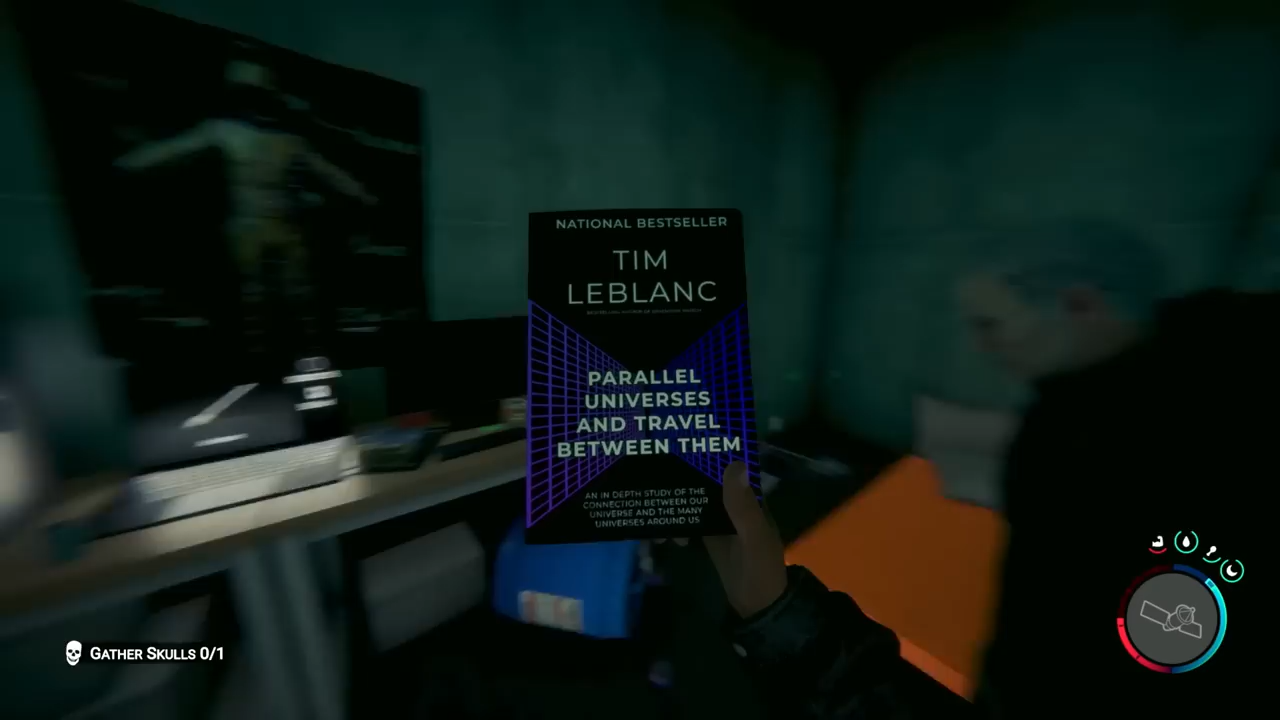 NATIONAL BESTSELLER
TIM
LEBLANC
PARALLEL
UNIVERSES
AND TRAVEL
BETWEEN THEM
AN IN DEPTH STUDY OF THE
CONNECTION BETWEEN OUR
UNIVERSE AND THE MANY
UNIVERSES AROUND US
GATHER SKULLS 0/1